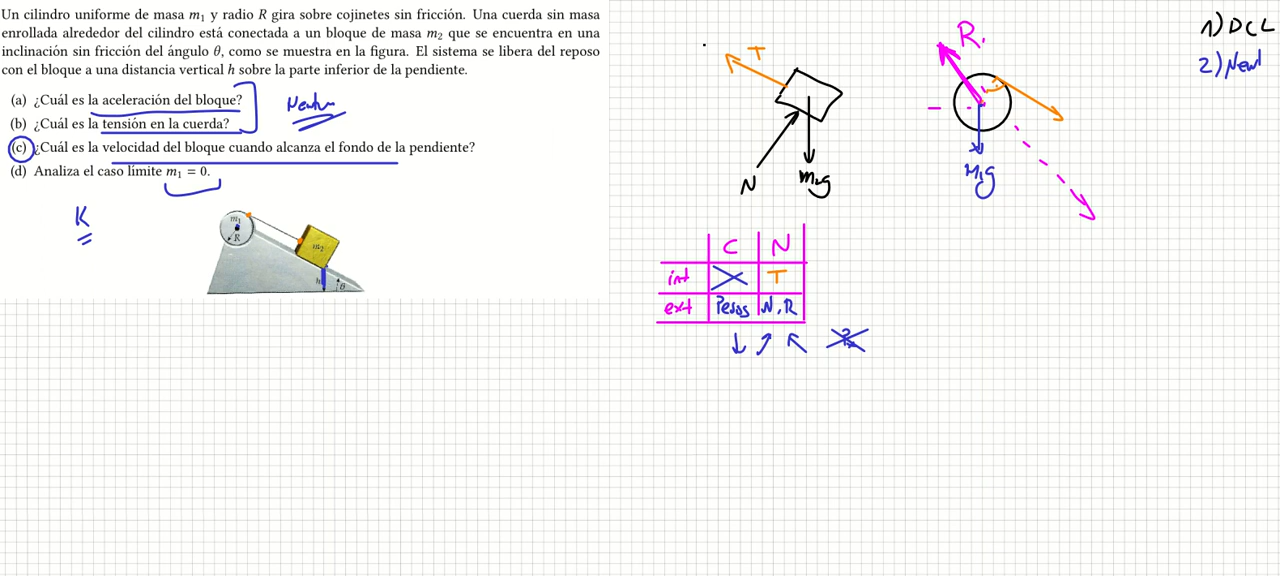 Un cilindro uniforme de masa m₁ y radio R gira sobre cojinetes sin fricción. Una cuerda sin masa
enrollada alrededor del cilindro está conectada a un bloque de masa m₂ que se encuentra en una
inclinación sin fricción del ángulo θ, como se muestra en la figura. El sistema se libera del reposo
con el bloque a una distancia vertical h sobre la parte inferior de la pendiente.
(a) ¿Cuál es la aceleración del bloque?
(b) ¿Cuál es la tensión en la cuerda?
(c) ¿Cuál es la velocidad del bloque cuando alcanza el fondo de la pendiente?
(d) Analiza el caso límite m₁ = 0.
Newton
K
m₁
R
m₂
h
θ
T
N
m₂g
R.
M₁g
1) DCL
2) Newt
C N
int T
ext Pesos N, R